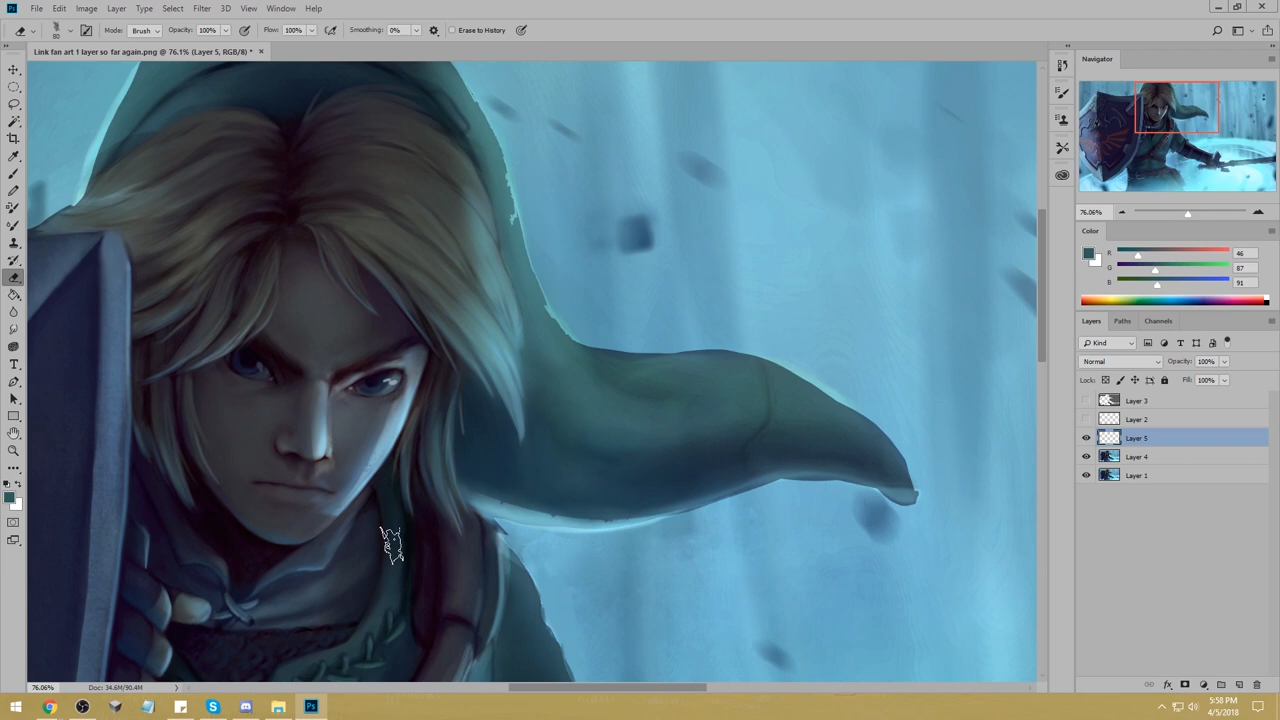 Ps File Edit Image Layer Type Select Filter 3D View Window Help
80 Mode: Brush Opacity: 100% Flow: 100% Smoothing: 0% Erase to History
Link fan art 1 layer so far again.png @ 76.1% (Layer 5, RGB/8) * ×
Navigator
76.06%
Color
R 46
G 87
B 91
Layers Paths Channels
Kind
Normal Opacity: 100%
Lock: Fill: 100%
Layer 3
Layer 2
Layer 5
Layer 4
Layer 1
76.06% Doc: 34.6M/90.4M
5:58 PM
4/5/2018